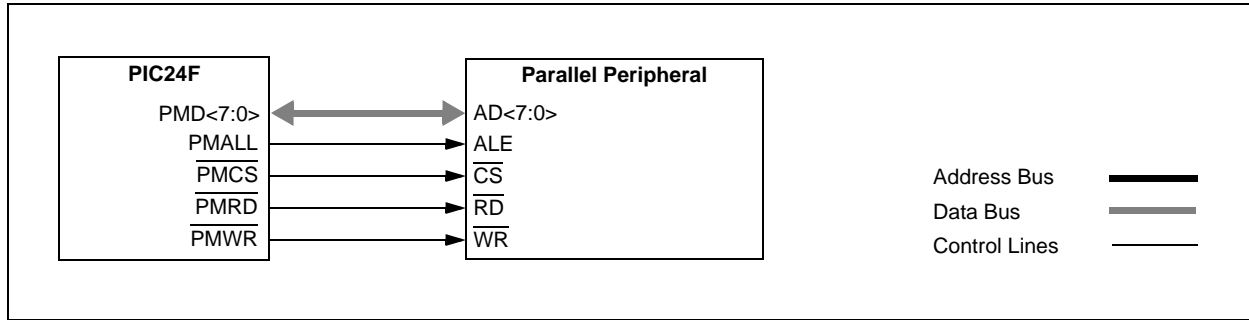 PIC24F
PMD<7:0>
PMALL
PMCS
PMRD
PMWR
Parallel Peripheral
AD<7:0>
ALE
CS
RD
WR
Address Bus
Data Bus
Control Lines